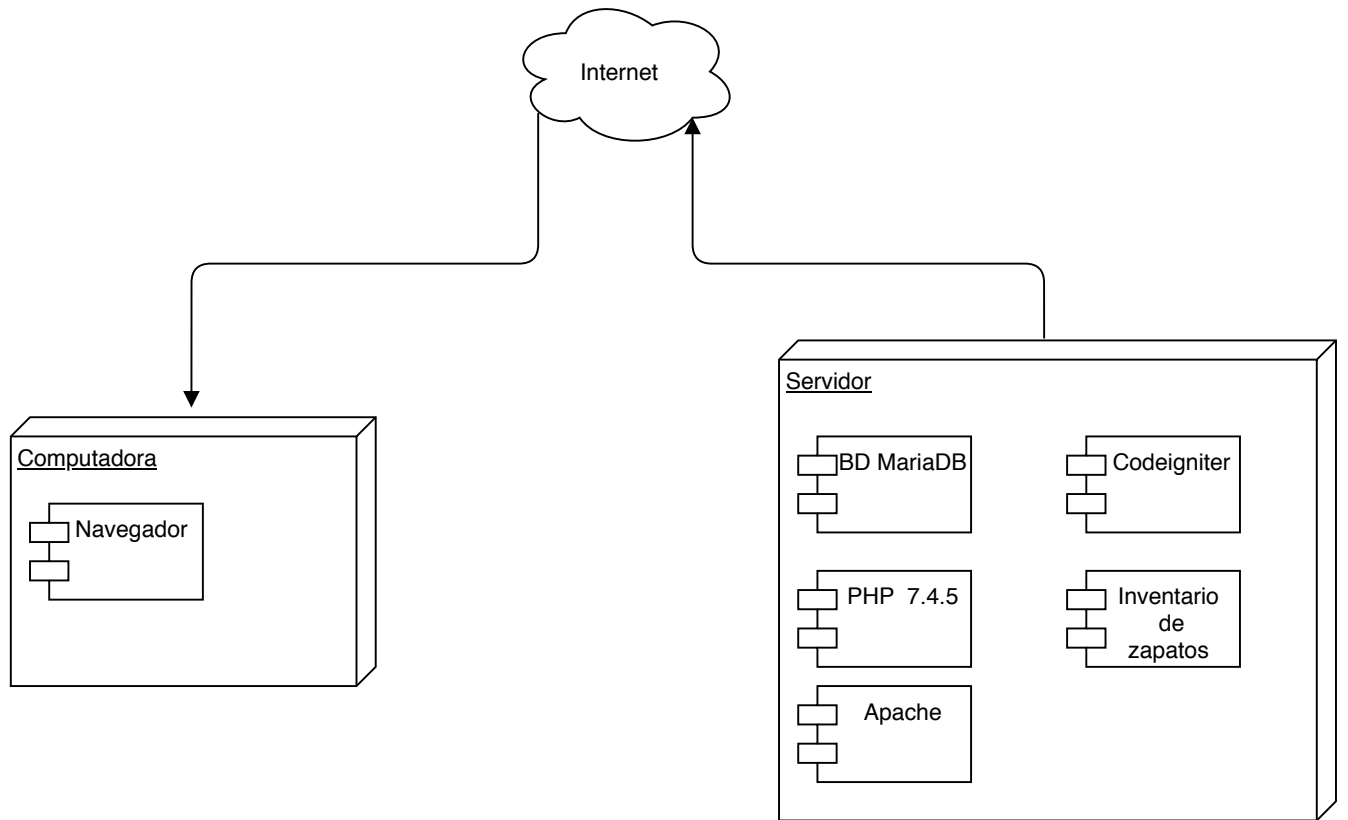 Internet
Servidor
BD MariaDB
Codeigniter
Computadora
Navegador
PHP 7.4.5
Inventario
de
zapatos
Apache